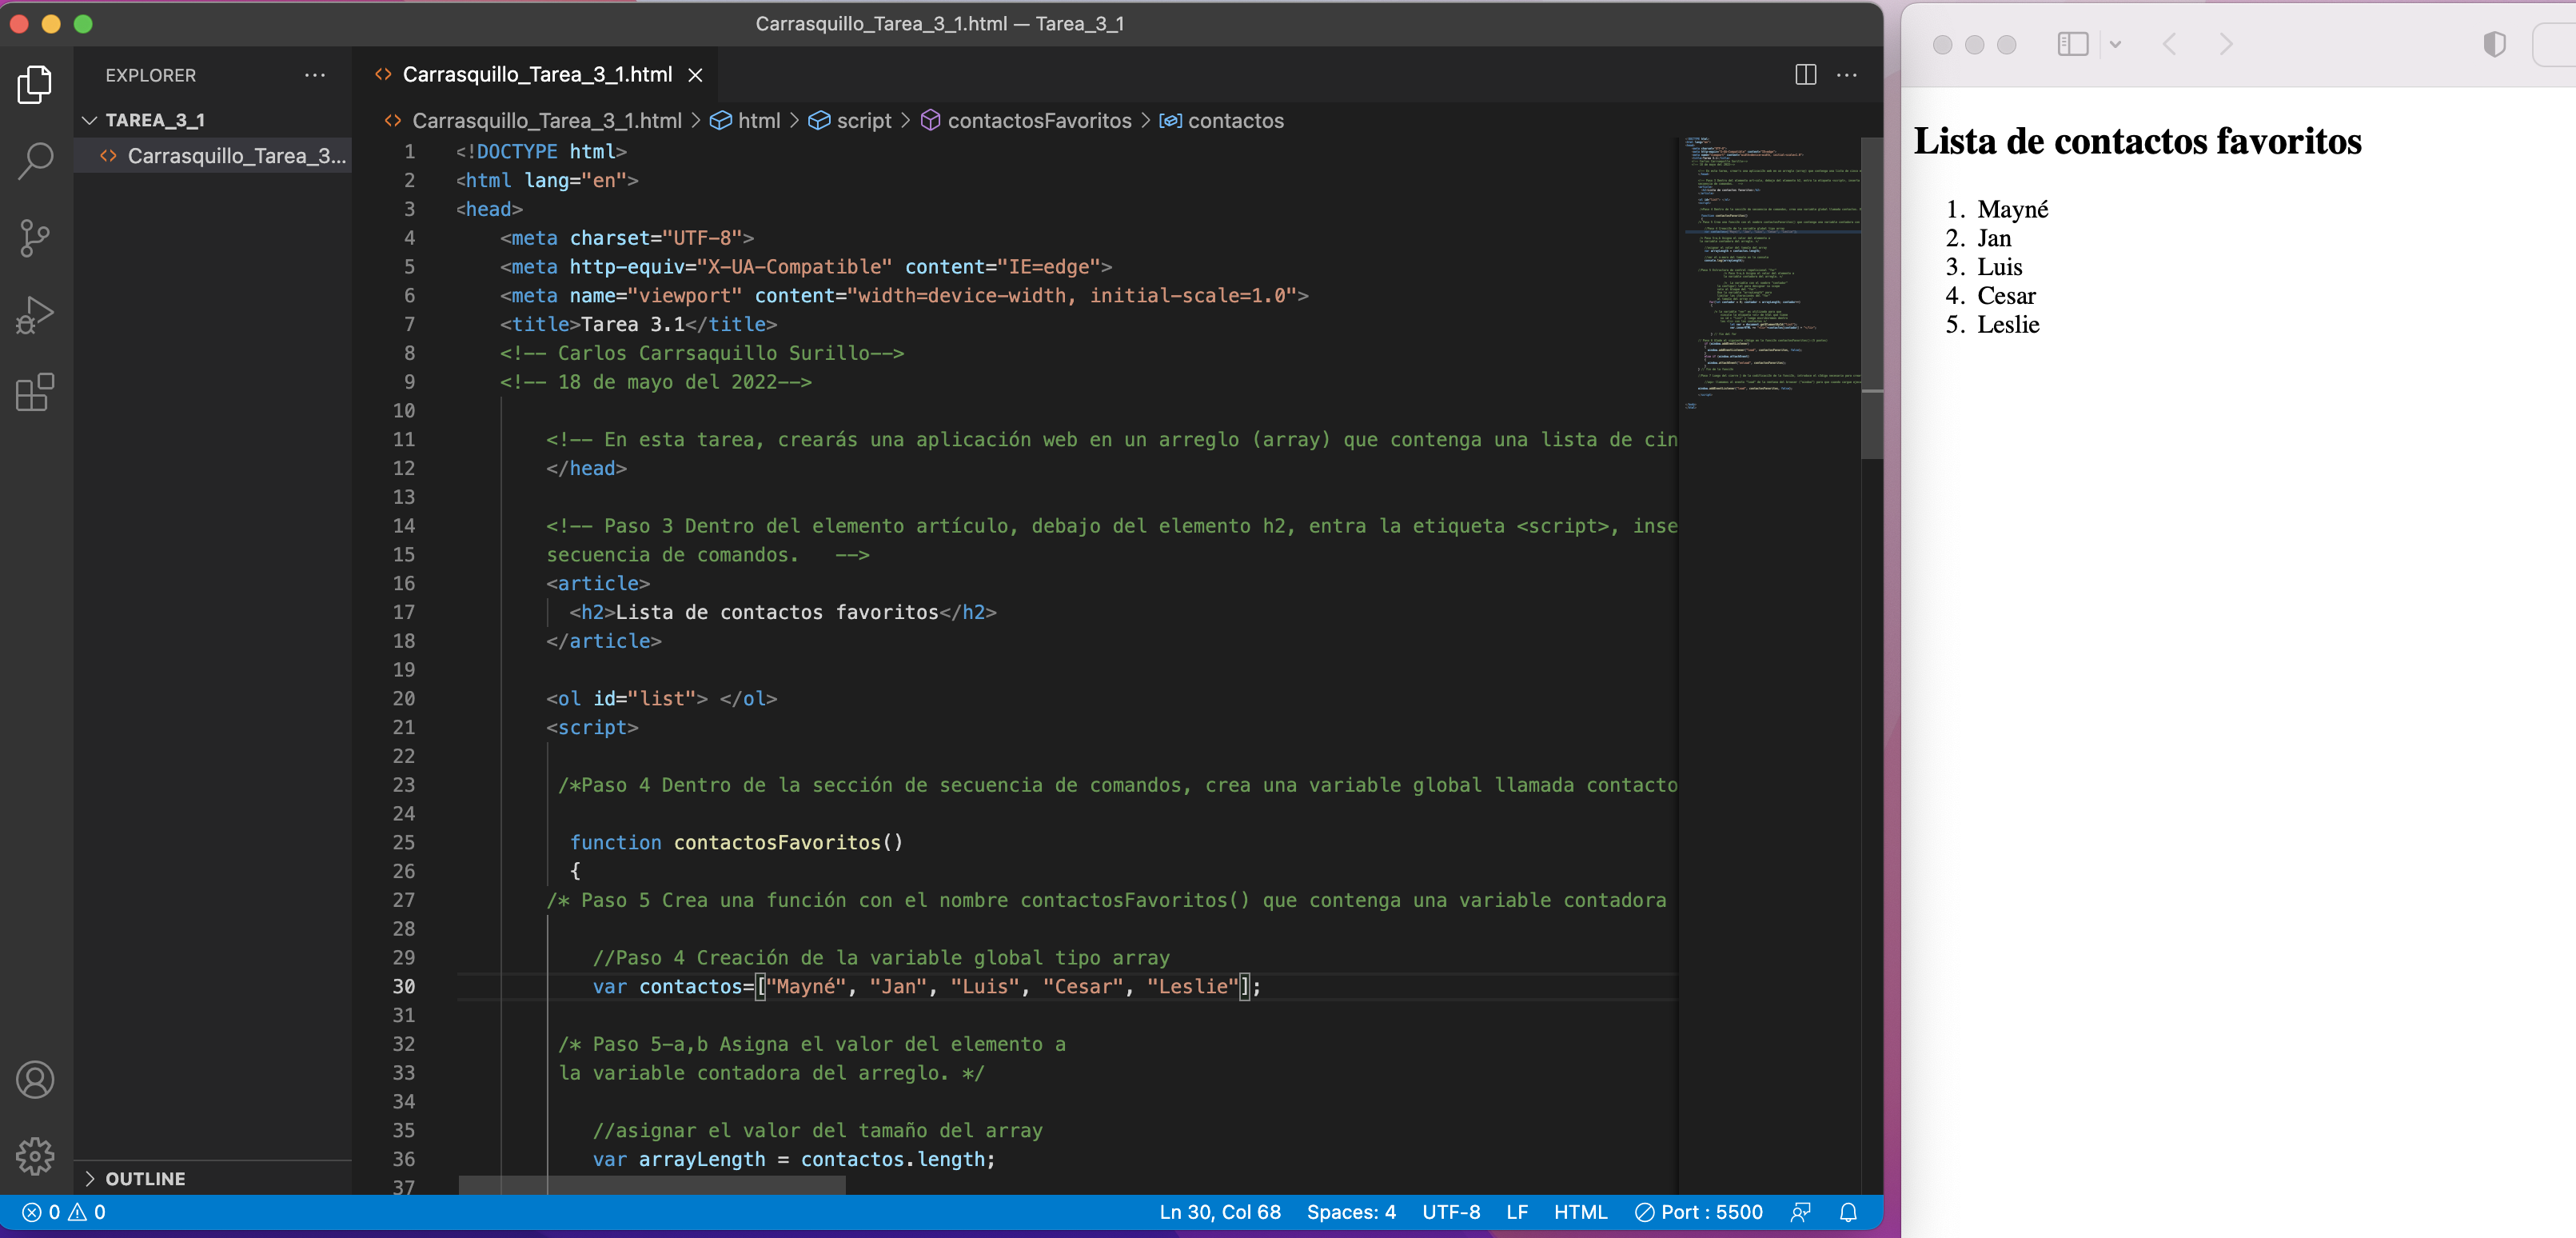 Carrasquillo_Tarea_3_1.html — Tarea_3_1
EXPLORER
TAREA_3_1
Carrasquillo_Tarea_3...
OUTLINE
Carrasquillo_Tarea_3_1.html
Carrasquillo_Tarea_3_1.html > html > script > contactosFavoritos > contactos
1 <!DOCTYPE html>
2 <html lang="en">
3 <head>
4 <meta charset="UTF-8">
5 <meta http-equiv="X-UA-Compatible" content="IE=edge">
6 <meta name="viewport" content="width=device-width, initial-scale=1.0">
7 <title>Tarea 3.1</title>
8 <!-- Carlos Carrsaquillo Surillo-->
9 <!-- 18 de mayo del 2022-->
10
11 <!-- En esta tarea, crearás una aplicación web en un arreglo (array) que contenga una lista de cin
12 </head>
13
14 <!-- Paso 3 Dentro del elemento artículo, debajo del elemento h2, entra la etiqueta <script>, inse
15 secuencia de comandos. -->
16 <article>
17 <h2>Lista de contactos favoritos</h2>
18 </article>
19
20 <ol id="list"> </ol>
21 <script>
22
23 /*Paso 4 Dentro de la sección de secuencia de comandos, crea una variable global llamada contacto
24
25 function contactosFavoritos()
26 {
27 /* Paso 5 Crea una función con el nombre contactosFavoritos() que contenga una variable contadora
28
29 //Paso 4 Creación de la variable global tipo array
30 var contactos=["Mayné", "Jan", "Luis", "Cesar", "Leslie"];
31
32 /* Paso 5-a,b Asigna el valor del elemento a
33 la variable contadora del arreglo. */
34
35 //asignar el valor del tamaño del array
36 var arrayLength = contactos.length;
37
0 0
Ln 30, Col 68 Spaces: 4 UTF-8 LF HTML Port : 5500
Lista de contactos favoritos
1. Mayné
2. Jan
3. Luis
4. Cesar
5. Leslie